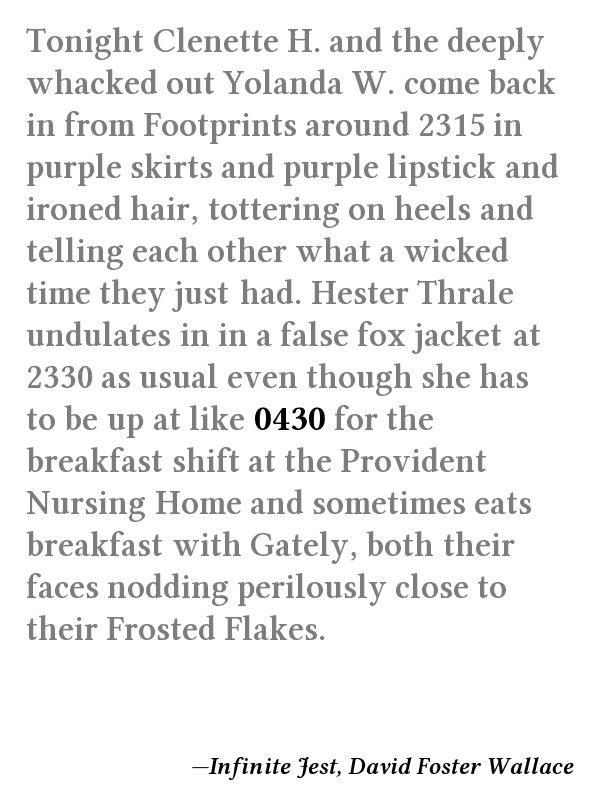 Tonight Clenette H. and the deeply
whacked out Yolanda W. come back
in from Footprints around 2315 in
purple skirts and purple lipstick and
ironed hair, tottering on heels and
telling each other what a wicked
time they just had. Hester Thrale
undulates in in a false fox jacket at
2330 as usual even though she has
to be up at like 0430 for the
breakfast shift at the Provident
Nursing Home and sometimes eats
breakfast with Gately, both their
faces nodding perilously close to
their Frosted Flakes.
—Infinite Jest, David Foster Wallace